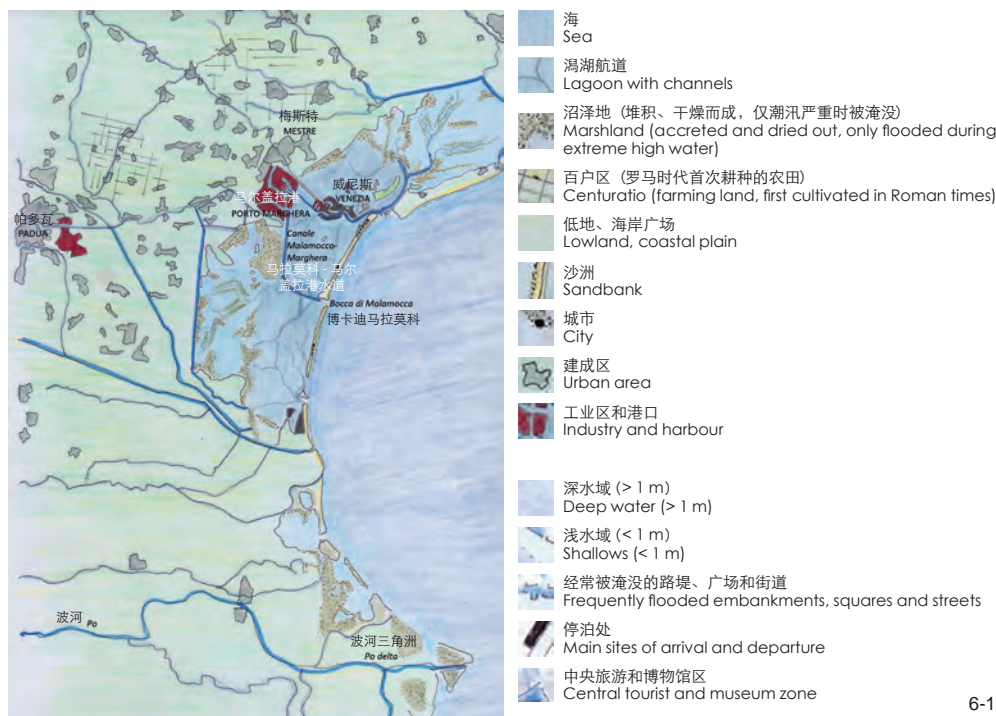 梅斯特
MESTRE
威尼斯
VENEZIA
马尔盖拉港
PORTO MARGHERA
帕多瓦
PADUA
Canale
Malamocco-
Marghera
马拉莫科 - 马尔
盖拉港水道
Bocca di Malamocca
博卡迪马拉莫科
波河 Po
波河三角洲
Po delta
海
Sea
潟湖航道
Lagoon with channels
沼泽地（堆积、干燥而成，仅潮汛严重时被淹没）
Marshland (accreted and dried out, only flooded during
extreme high water)
百户区（罗马时代首次耕种的农田）
Centuratio (farming land, first cultivated in Roman times)
低地、海岸广场
Lowland, coastal plain
沙洲
Sandbank
城市
City
建成区
Urban area
工业区和港口
Industry and harbour
深水域 (> 1 m)
Deep water (> 1 m)
浅水域 (< 1 m)
Shallows (< 1 m)
经常被淹没的路堤、广场和街道
Frequently flooded embankments, squares and streets
停泊处
Main sites of arrival and departure
中央旅游和博物馆区
Central tourist and museum zone
6-1